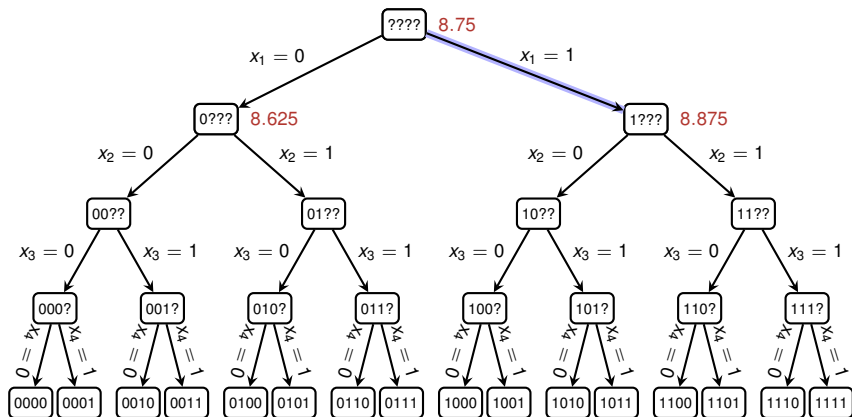 ???? 8.75
x₁ = 0 x₁ = 1
0??? 8.625 1??? 8.875
x₂ = 0 x₂ = 1 x₂ = 0 x₂ = 1
00?? 01?? 10?? 11??
x₃ = 0 x₃ = 1 x₃ = 0 x₃ = 1 x₃ = 0 x₃ = 1 x₃ = 0 x₃ = 1
000? 001? 010? 011? 100? 101? 110? 111?
x₄ = 0 x₄ = 1 x₄ = 0 x₄ = 1 x₄ = 0 x₄ = 1 x₄ = 0 x₄ = 1 x₄ = 0 x₄ = 1 x₄ = 0 x₄ = 1 x₄ = 0 x₄ = 1 x₄ = 0 x₄ = 1
0000 0001 0010 0011 0100 0101 0110 0111 1000 1001 1010 1011 1100 1101 1110 1111